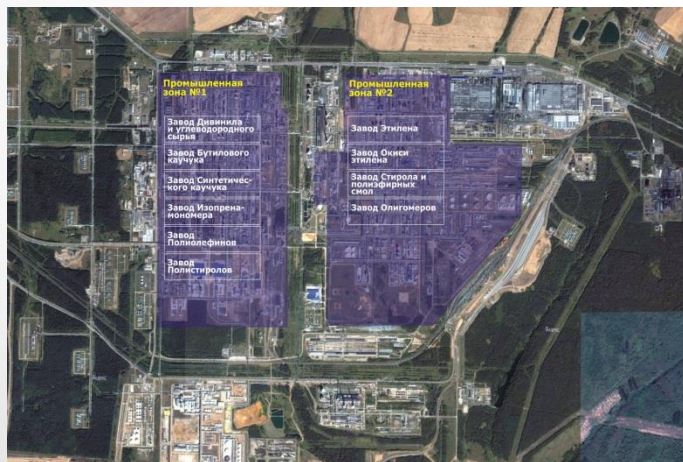 Промышленная
зона №1
Завод Дивинила
и углеводородного
сырья
Завод Бутилового
каучука
Завод Синтетичес-
кого каучука
Завод Изопрена-
мономера
Завод
Полиолефинов
Завод
Полистиролов
Промышленная
зона №2
Завод Этилена
Завод Окиси
этилена
Завод Стирола и
полиэфирных
смол
Завод Олигомеров
Яндекс